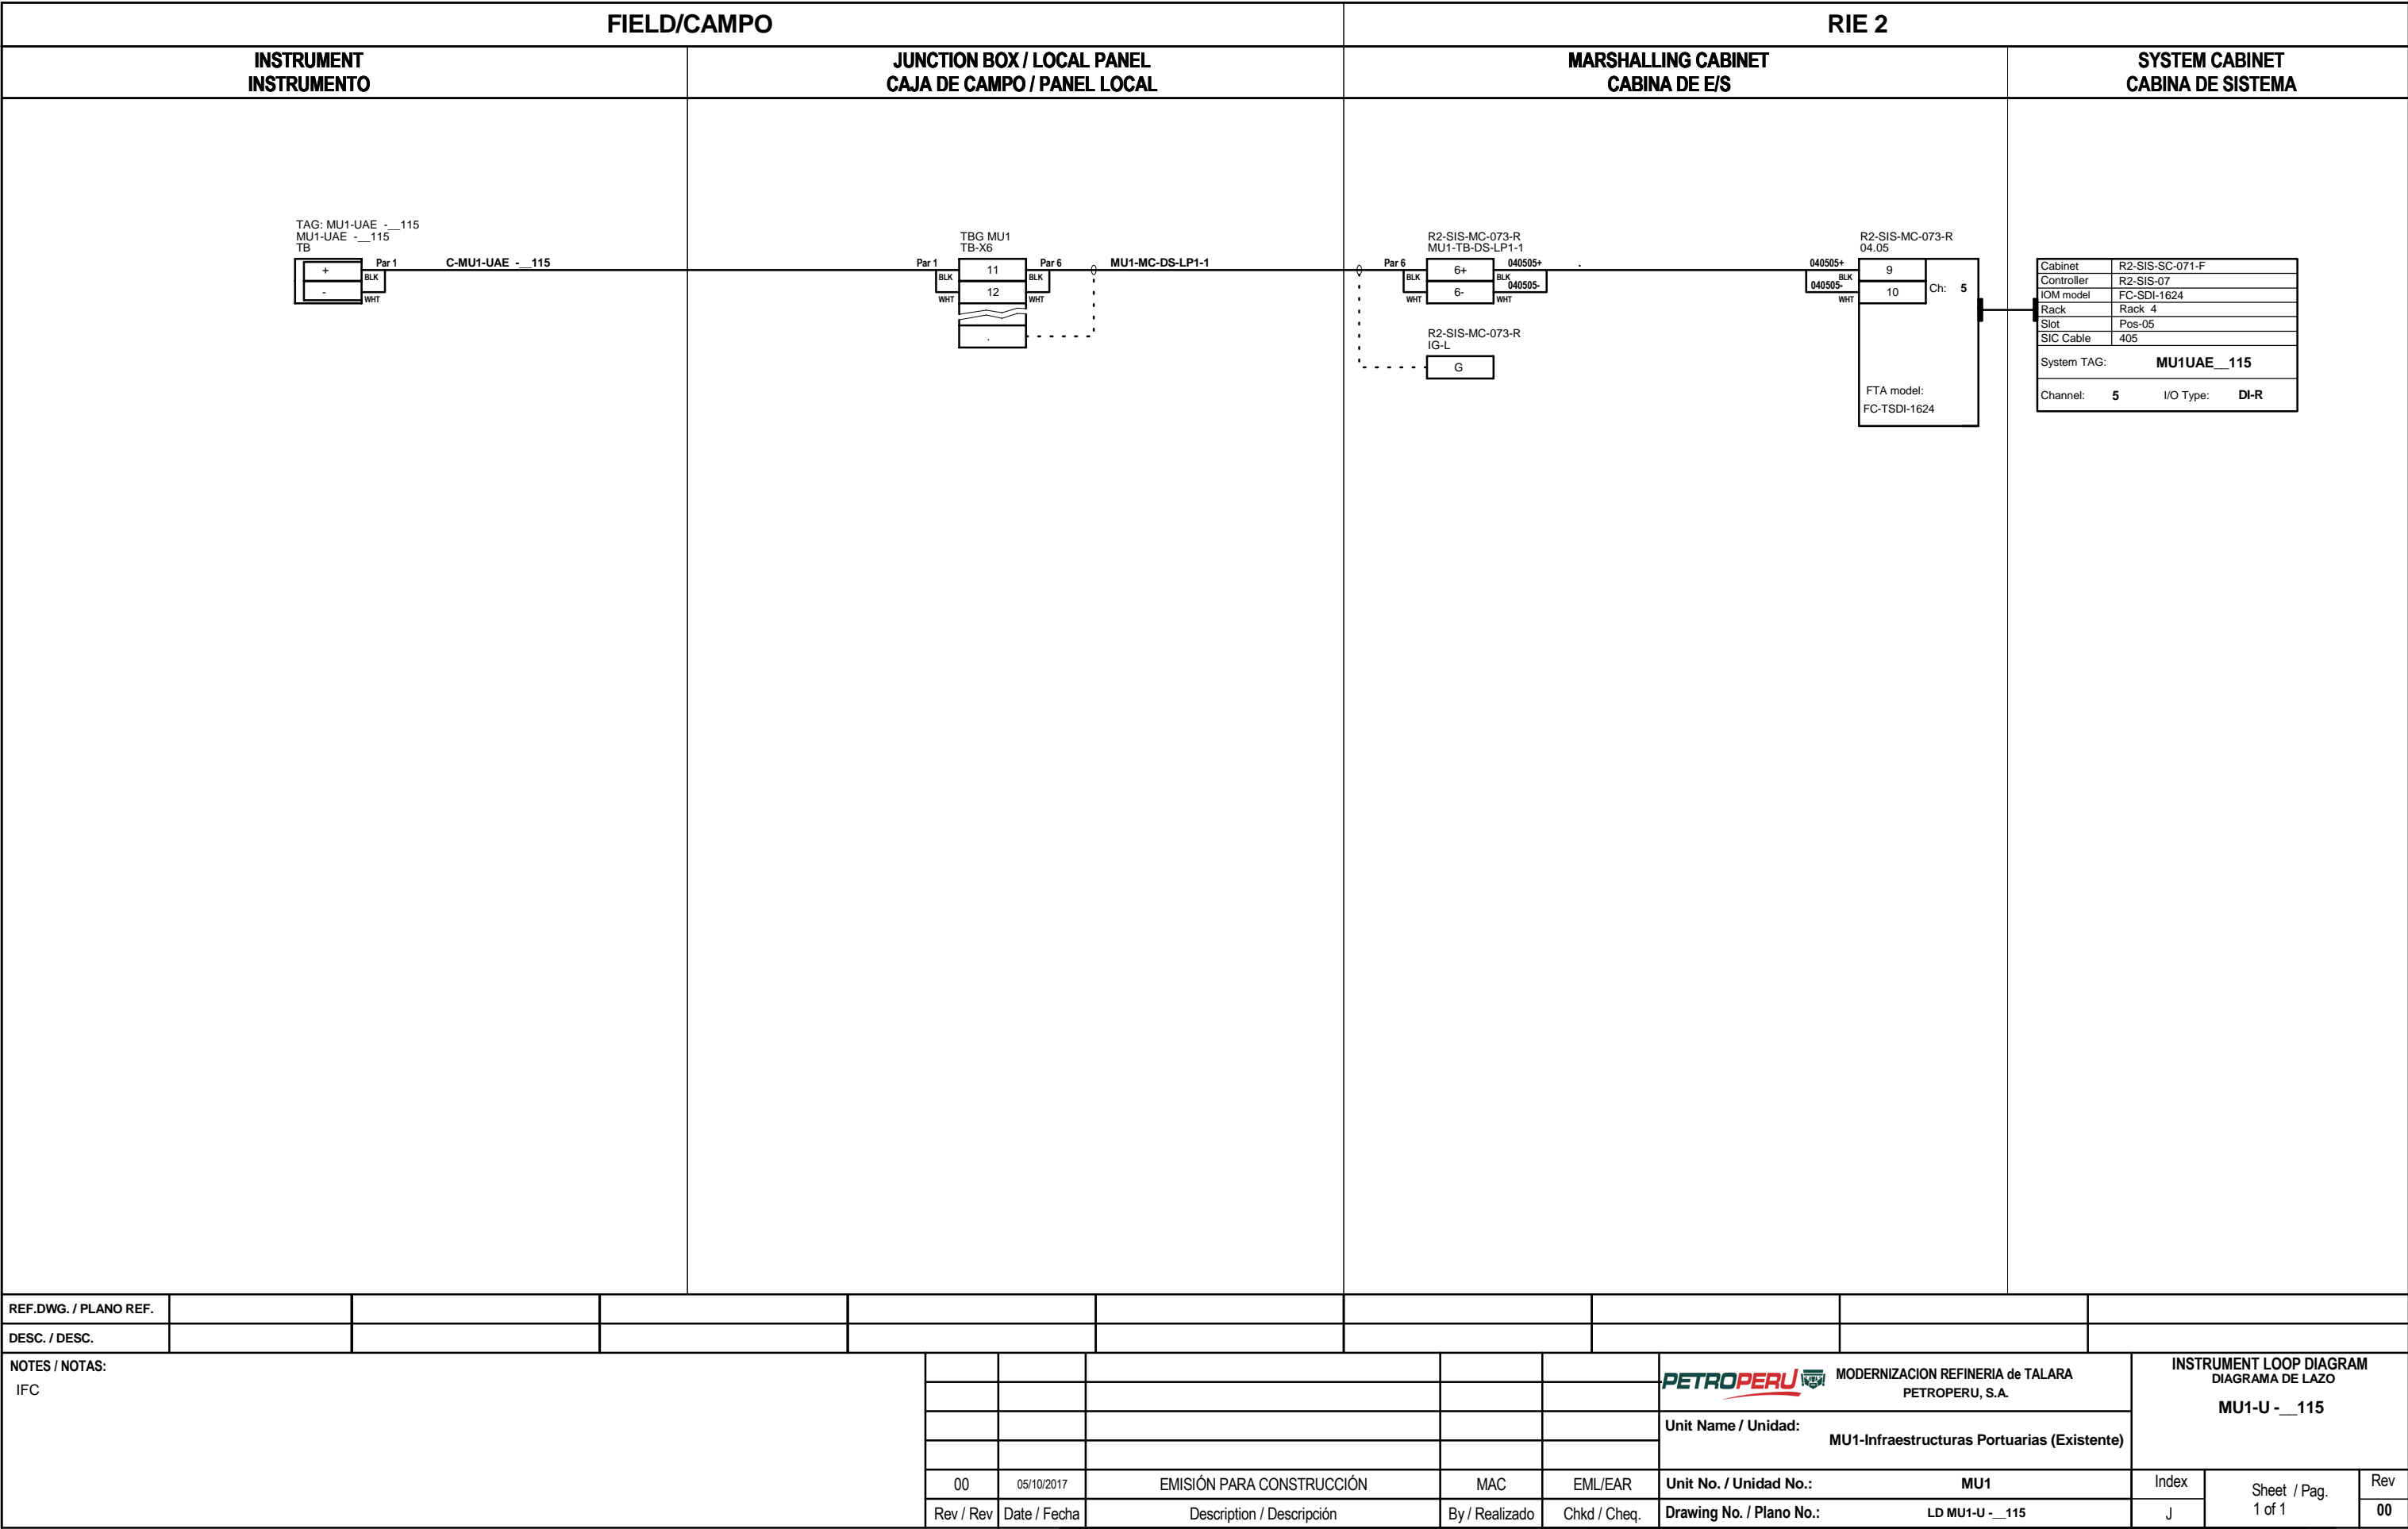 FIELD/CAMPO
RIE 2
INSTRUMENT
INSTRUMENTO
JUNCTION BOX / LOCAL PANEL
CAJA DE CAMPO / PANEL LOCAL
MARSHALLING CABINET
CABINA DE E/S
SYSTEM CABINET
CABINA DE SISTEMA
TAG: MU1-UAE -__115
MU1-UAE -__115
TB
+
-
Par 1
BLK
WHT
C-MU1-UAE -__115
TBG MU1
TB-X6
Par 1
BLK
WHT
11
12
.
Par 6
BLK
WHT
MU1-MC-DS-LP1-1
R2-SIS-MC-073-R
MU1-TB-DS-LP1-1
Par 6
BLK
WHT
6+
6-
040505+
BLK
040505-
WHT
.
R2-SIS-MC-073-R
IG-L
G
R2-SIS-MC-073-R
04.05
040505+
BLK
040505-
WHT
9
10
Ch: 5
FTA model:
FC-TSDI-1624
Cabinet R2-SIS-SC-071-F
Controller R2-SIS-07
IOM model FC-SDI-1624
Rack Rack 4
Slot Pos-05
SIC Cable 405
System TAG: MU1UAE__115
Channel: 5 I/O Type: DI-R
REF.DWG. / PLANO REF.
DESC. / DESC.
NOTES / NOTAS:
IFC
00 05/10/2017 EMISIÓN PARA CONSTRUCCIÓN MAC EML/EAR
Rev / Rev Date / Fecha Description / Descripción By / Realizado Chkd / Cheq.
PETROPERU
MODERNIZACION REFINERIA de TALARA
PETROPERU, S.A.
Unit Name / Unidad:
MU1-Infraestructuras Portuarias (Existente)
Unit No. / Unidad No.: MU1
Drawing No. / Plano No.: LD MU1-U -__115
INSTRUMENT LOOP DIAGRAM
DIAGRAMA DE LAZO
MU1-U -__115
Index
J
Sheet / Pag.
1 of 1
Rev
00